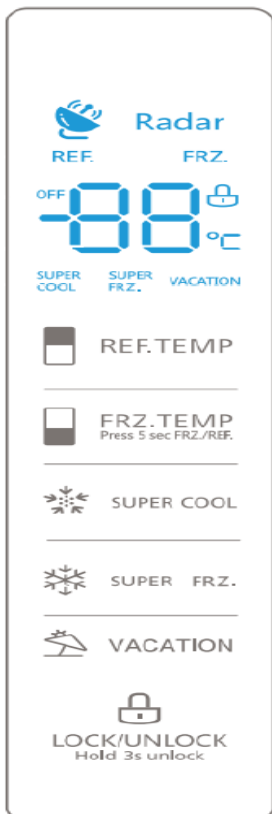 Radar
REF. FRZ.
OFF
-88
°C
SUPER COOL SUPER FRZ. VACATION
REF.TEMP
FRZ.TEMP
Press 5 sec FRZ./REF.
SUPER COOL
SUPER FRZ.
VACATION
LOCK/UNLOCK
Hold 3s unlock